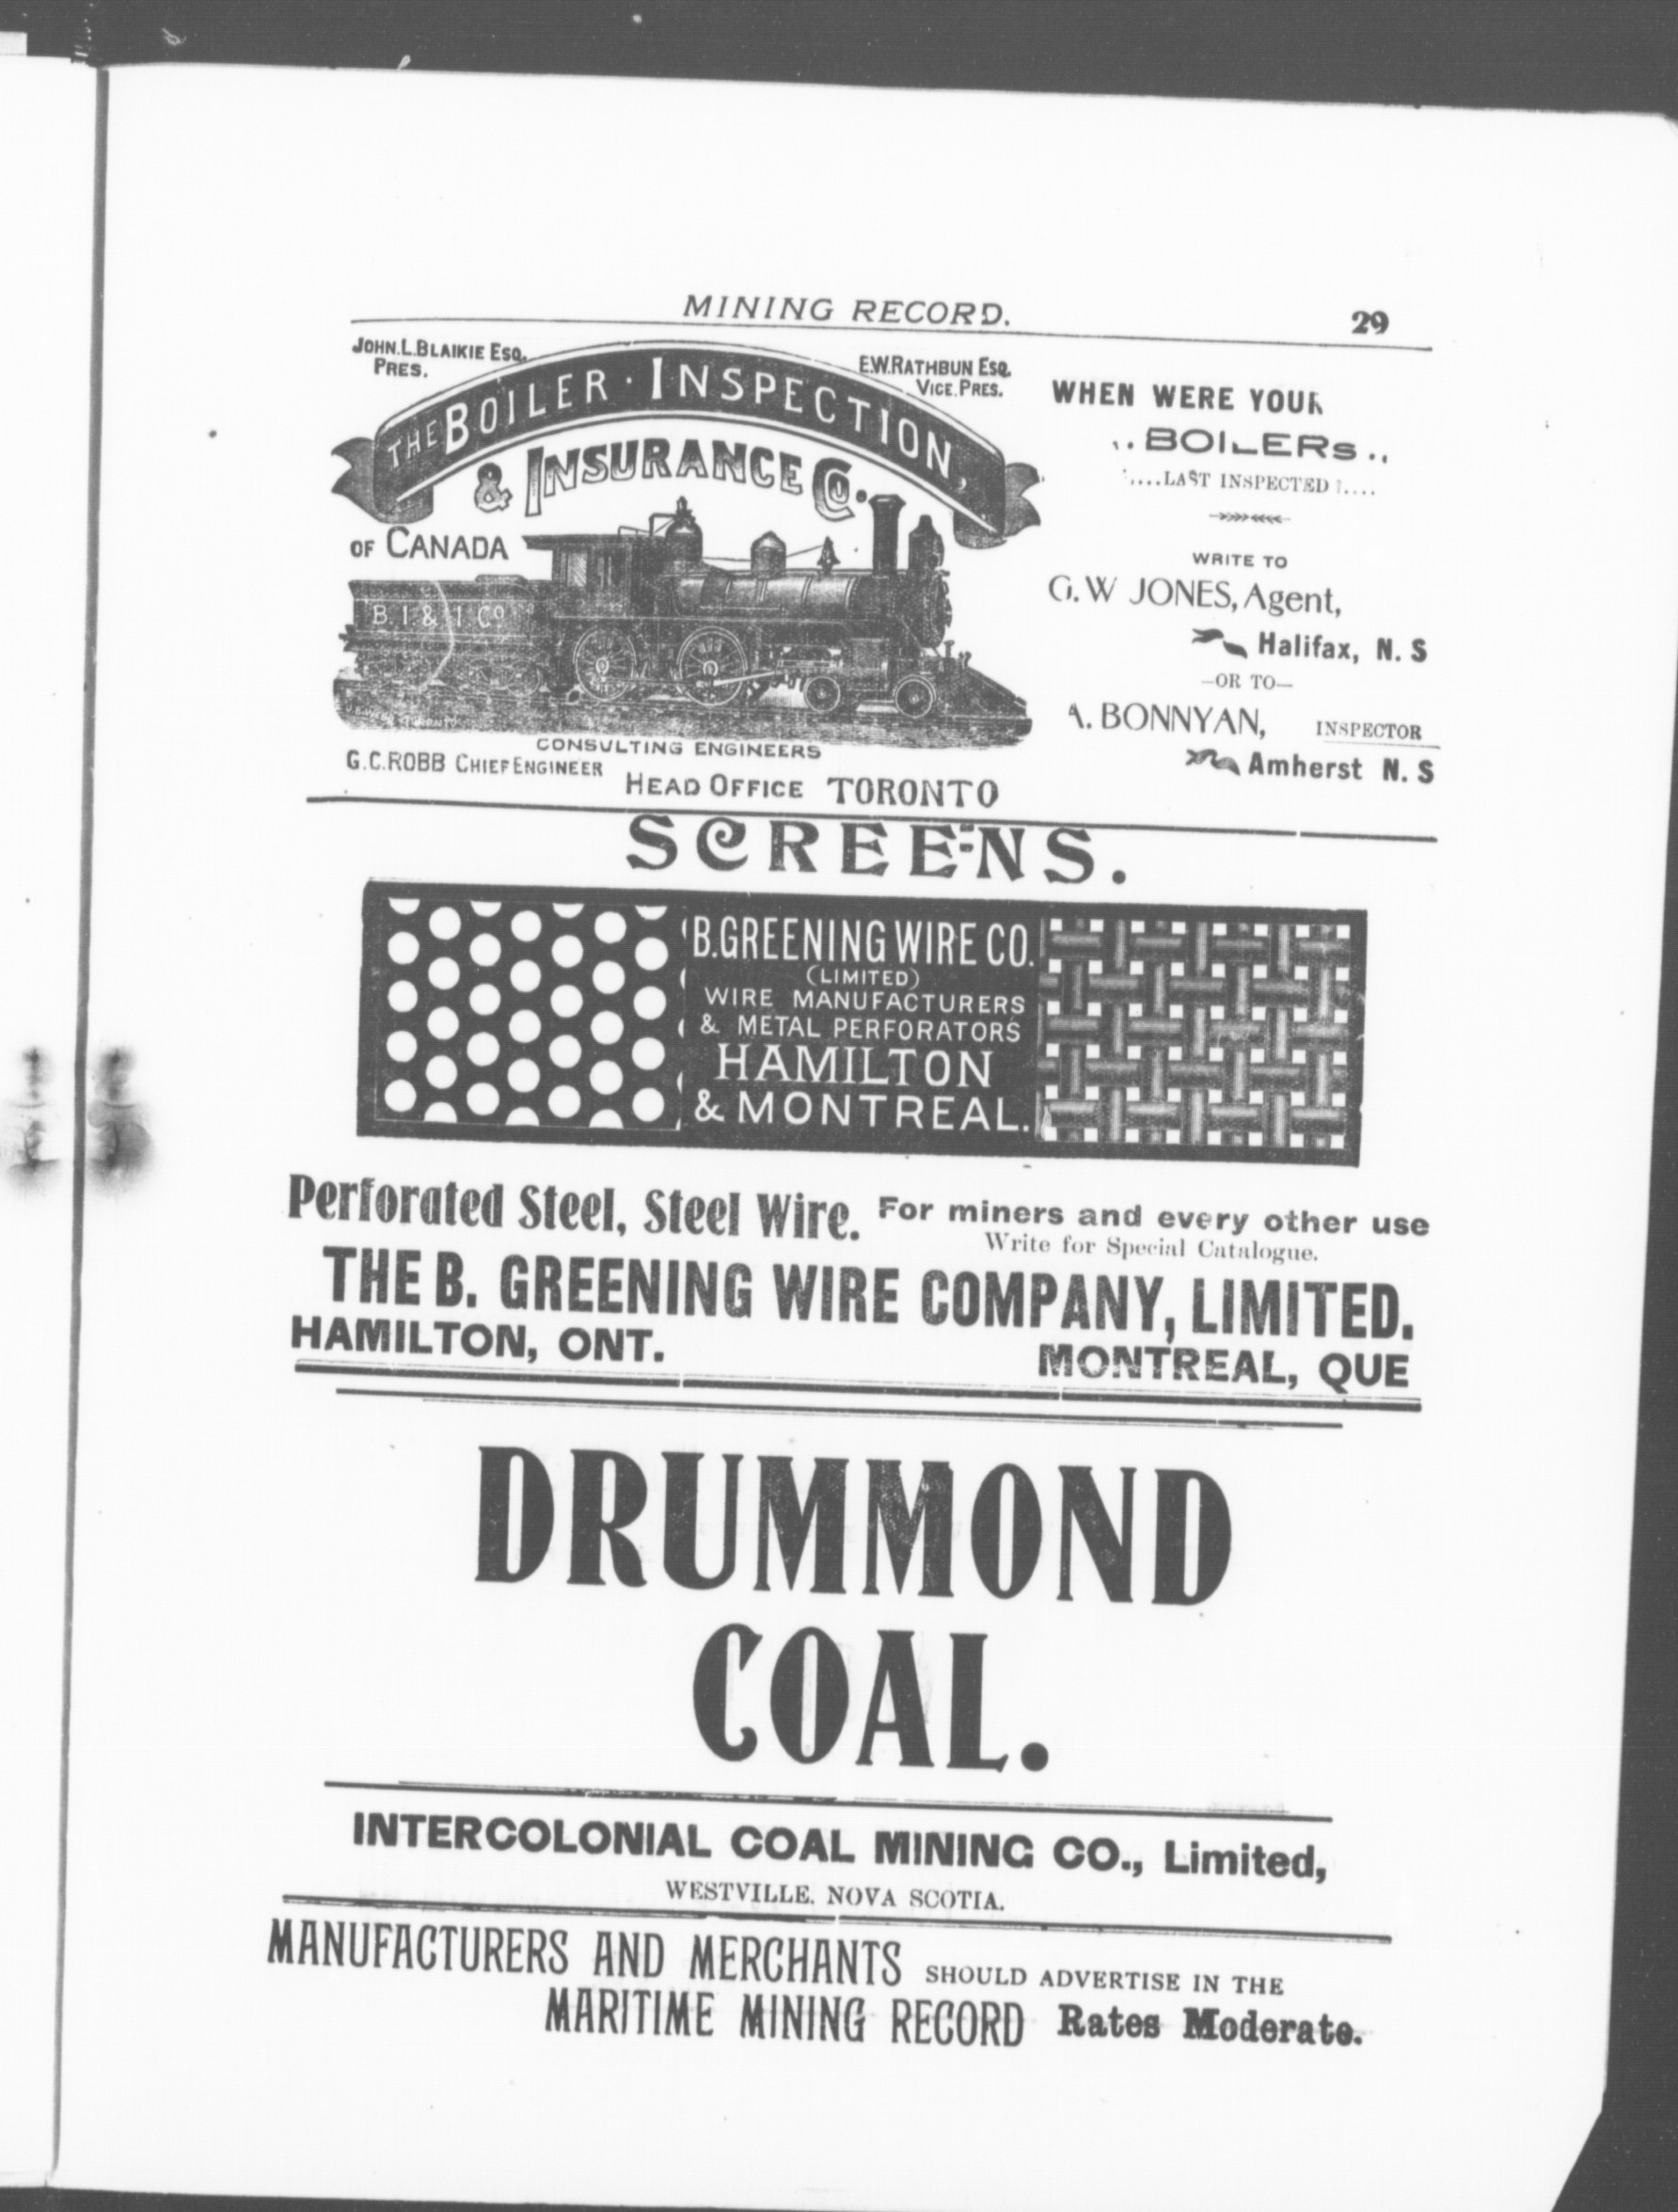 MINING RECORD.
29
JOHN.L.BLAIKIE ESQ.
PRES.
E.W.RATHBUN ESQ.
VICE.PRES.
THE BOILER · INSPECTION,
& INSURANCE CO.
OF CANADA
B. I. & I. CO
CONSULTING ENGINEERS
G.C.ROBB CHIEF ENGINEER
HEAD OFFICE TORONTO
WHEN WERE YOUR
..BOILERS..
....LAST INSPECTED?....
WRITE TO
G.W JONES, Agent,
Halifax, N. S
—OR TO—
A. BONNYAN, INSPECTOR
Amherst N. S
SCREENS.
B.GREENING WIRE CO.
(LIMITED)
WIRE MANUFACTURERS
& METAL PERFORATORS
HAMILTON
& MONTREAL.
Perforated Steel, Steel Wire. For miners and every other use
Write for Special Catalogue.
THE B. GREENING WIRE COMPANY, LIMITED.
HAMILTON, ONT. MONTREAL, QUE
DRUMMOND
COAL.
INTERCOLONIAL COAL MINING CO., Limited,
WESTVILLE. NOVA SCOTIA.
MANUFACTURERS AND MERCHANTS SHOULD ADVERTISE IN THE
MARITIME MINING RECORD Rates Moderate.